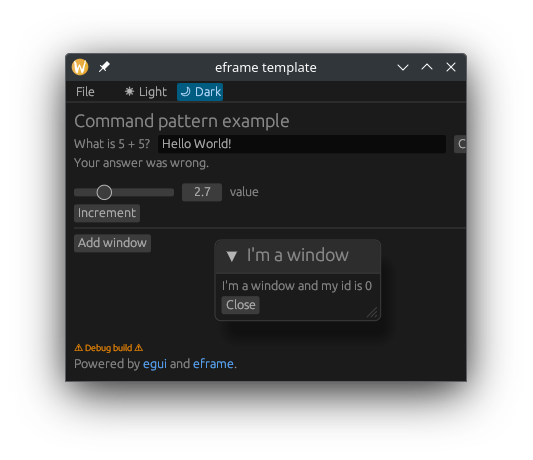 eframe template
File ☀ Light 🌙 Dark
Command pattern example
What is 5 + 5? Hello World! C
Your answer was wrong.
2.7 value
Increment
Add window
▼ I'm a window
I'm a window and my id is 0
Close
⚠ Debug build ⚠
Powered by egui and eframe.